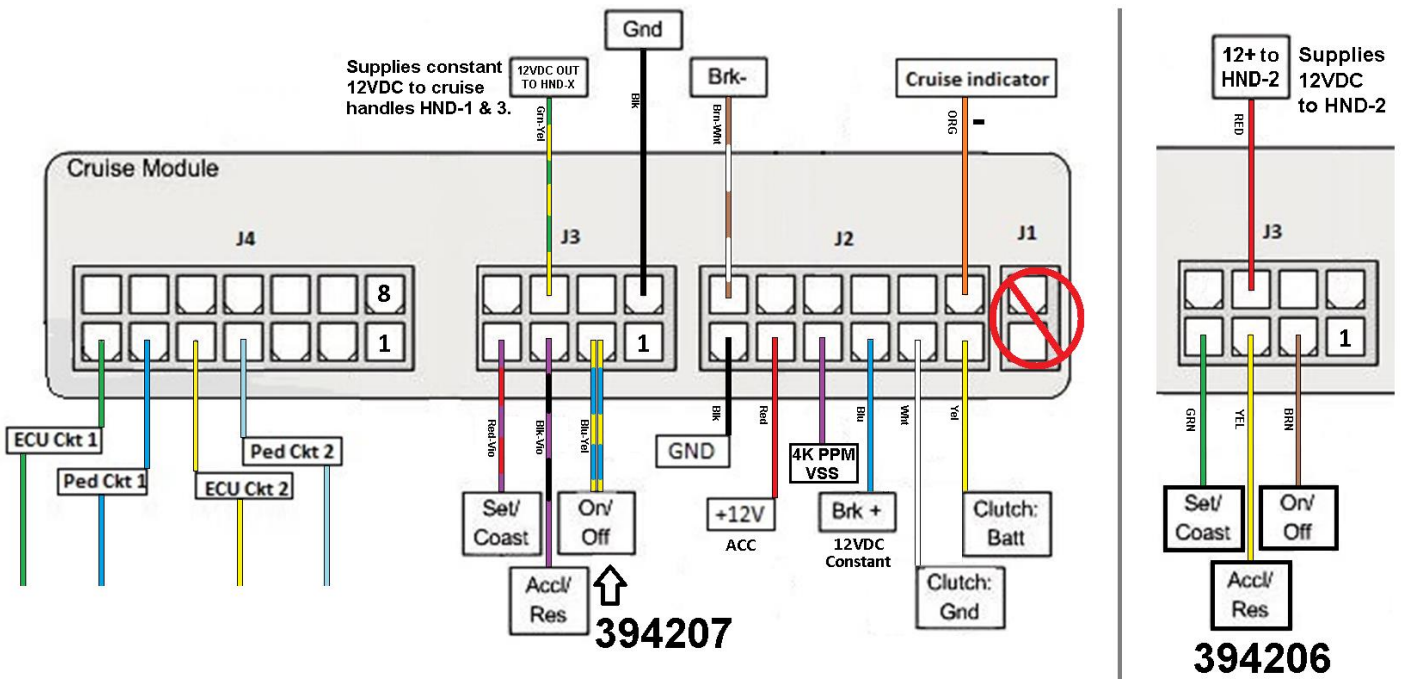 Gnd
Supplies constant
12VDC to cruise
handles HND-1 & 3.
12VDC OUT
TO HND-X
Brk-
Cruise indicator
Grn-Yel
Blk
Brn-Wht
ORG
-
Cruise Module
J4
J3
J2
J1
8
1
1
ECU Ckt 1
Ped Ckt 1
ECU Ckt 2
Ped Ckt 2
Red-Vio
Blk-Vio
Blu-Yel
Blk
Red
Blu
Wht
Yel
Set/
Coast
Accl/
Res
On/
Off
394207
GND
+12V
ACC
4K PPM
VSS
Brk +
12VDC
Constant
Clutch:
Gnd
Clutch:
Batt
12+ to
HND-2
Supplies
12VDC
to HND-2
RED
J3
1
GRN
YEL
BRN
Set/
Coast
Accl/
Res
On/
Off
394206